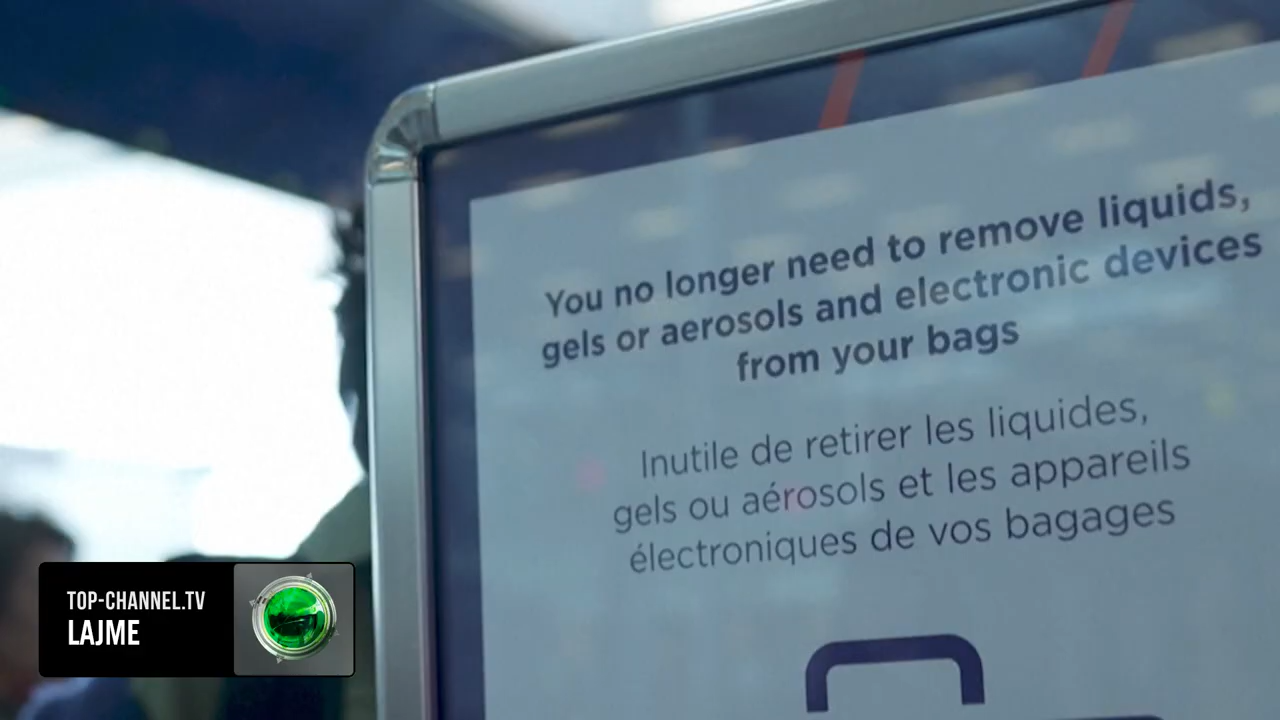 You no longer need to remove liquids,
gels or aerosols and electronic devices
from your bags
Inutile de retirer les liquides,
gels ou aérosols et les appareils
électroniques de vos bagages
TOP-CHANNEL.TV
LAJME